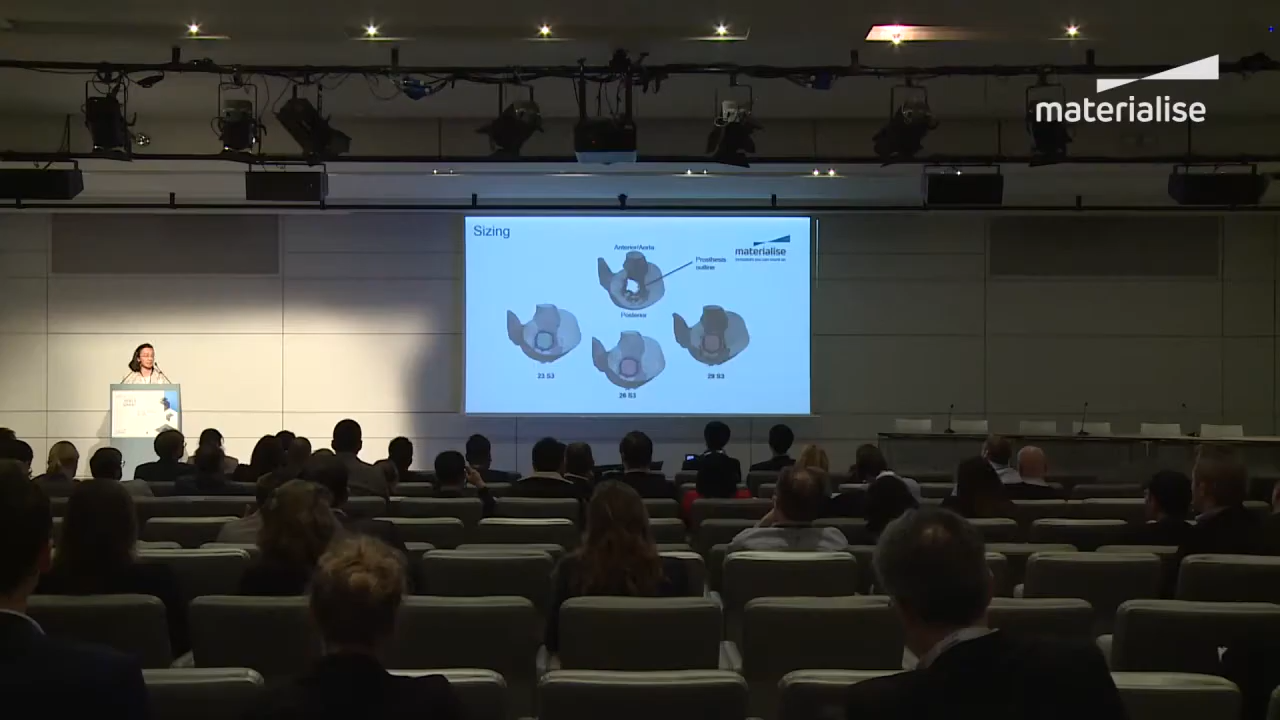 materialise
Sizing
Anterior/Aorta
materialise
Prosthesis
outline
Posterior
23 S3
29 S3
26 S3